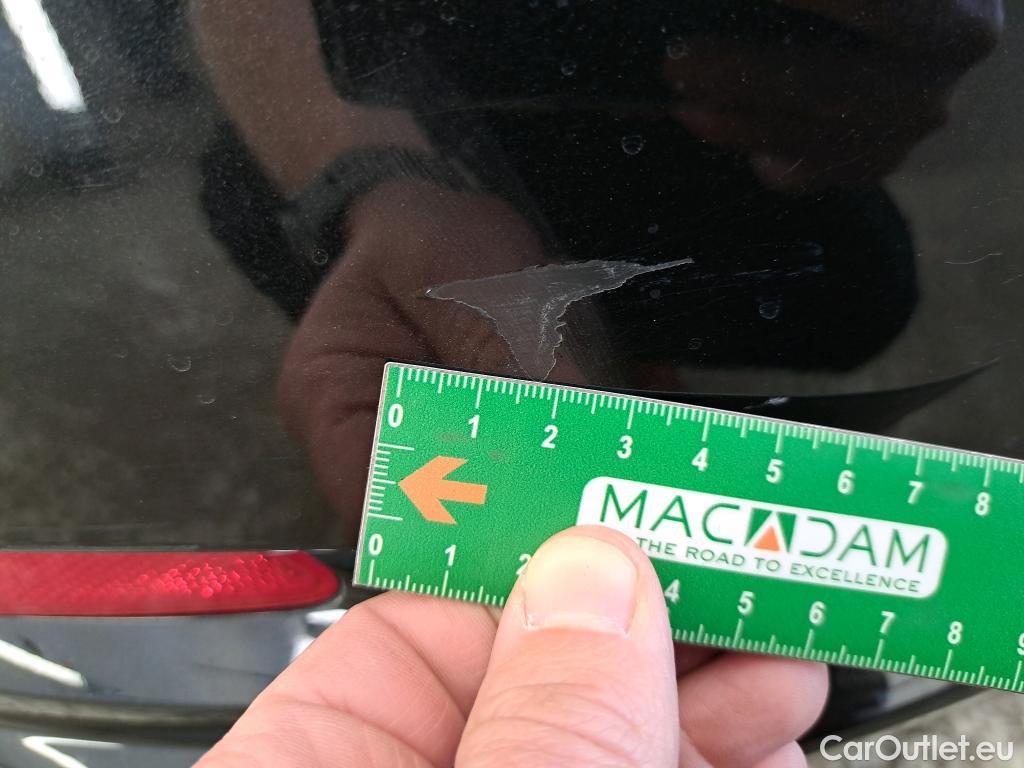 0 1 2 3 4 5 6 7 8
MACADAM
THE ROAD TO EXCELLENCE
0 1 2 4 5 6 7 8 9
CarOutlet.eu